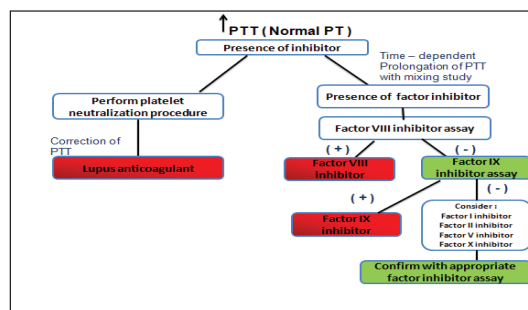 ↑ PTT ( Normal PT )
Presence of inhibitor
Time – dependent
Prolongation of PTT
with mixing study
Perform platelet
neutralization procedure
Presence of factor inhibitor
Factor VIII inhibitor assay
Correction of
PTT
( + )
( - )
Lupus anticoagulant
Factor VIII
inhibitor
Factor IX
inhibitor assay
( + )
( - )
Factor IX
inhibitor
Consider :
Factor I inhibitor
Factor II inhibitor
Factor V inhibitor
Factor X inhibitor
Confirm with appropriate
factor inhibitor assay